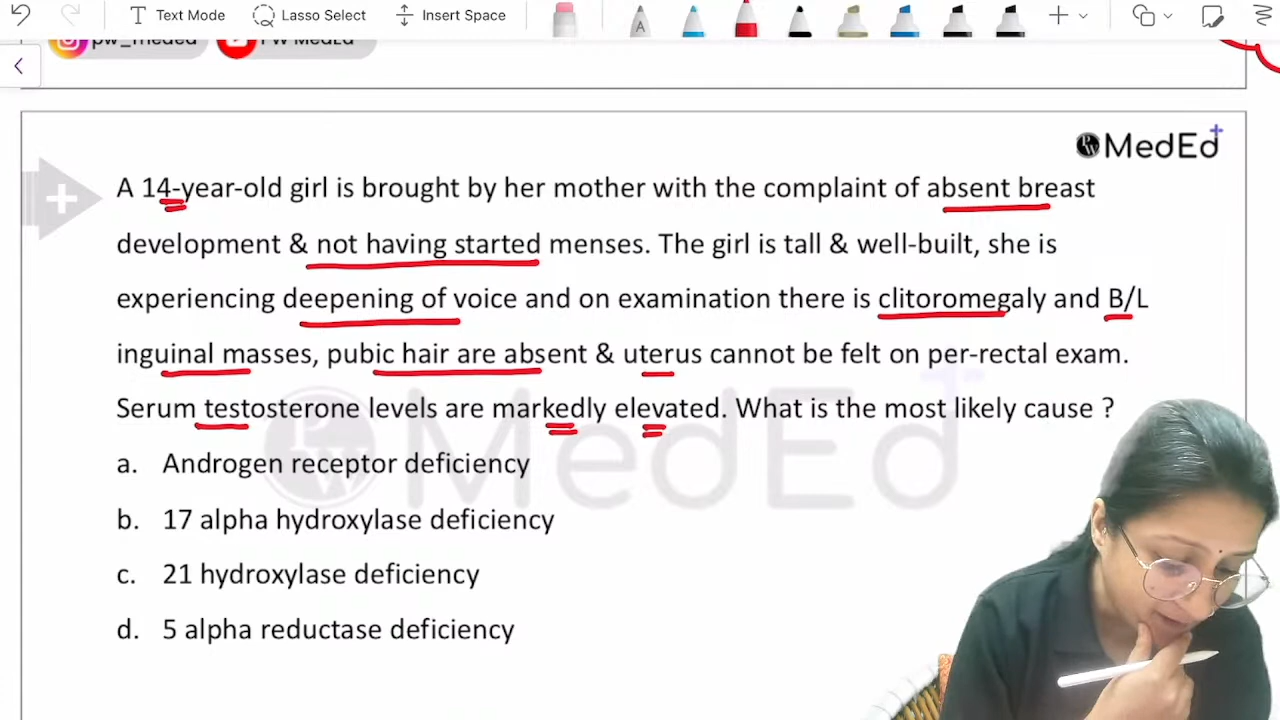 Text Mode Lasso Select Insert Space
pw_meded PW MedEd
MedEd
A 14-year-old girl is brought by her mother with the complaint of absent breast
development & not having started menses. The girl is tall & well-built, she is
experiencing deepening of voice and on examination there is clitoromegaly and B/L
inguinal masses, pubic hair are absent & uterus cannot be felt on per-rectal exam.
Serum testosterone levels are markedly elevated. What is the most likely cause ?
a. Androgen receptor deficiency
b. 17 alpha hydroxylase deficiency
c. 21 hydroxylase deficiency
d. 5 alpha reductase deficiency
MedEd